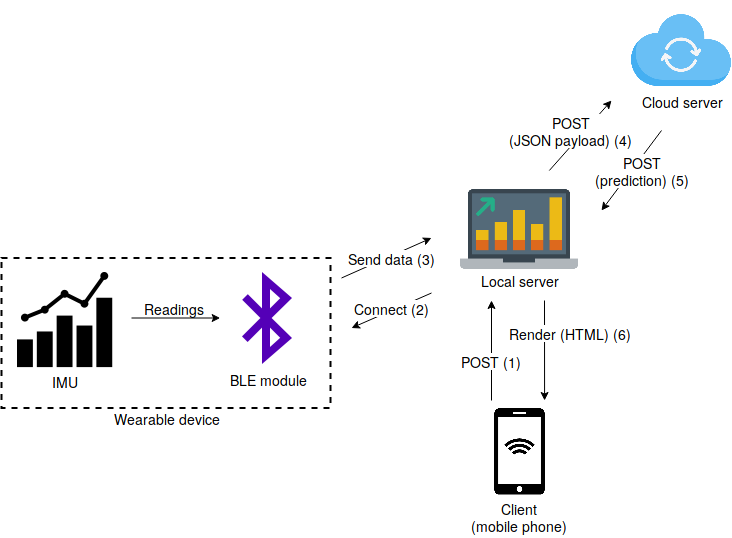 Cloud server
POST
(JSON payload) (4)
POST
(prediction) (5)
Send data (3)
Local server
Readings
Connect (2)
Render (HTML) (6)
POST (1)
IMU
BLE module
Wearable device
Client
(mobile phone)